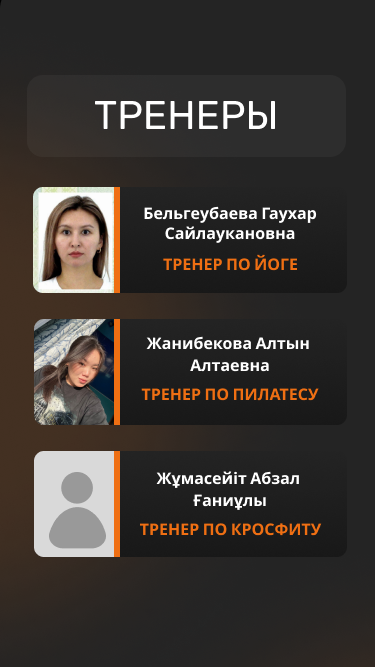 ТРЕНЕРЫ
Бельгеубаева Гаухар
Сайлаукановна
ТРЕНЕР ПО ЙОГЕ
Жанибекова Алтын
Алтаевна
ТРЕНЕР ПО ПИЛАТЕСУ
Жұмасейіт Абзал
Ғаниұлы
ТРЕНЕР ПО КРОСФИТУ